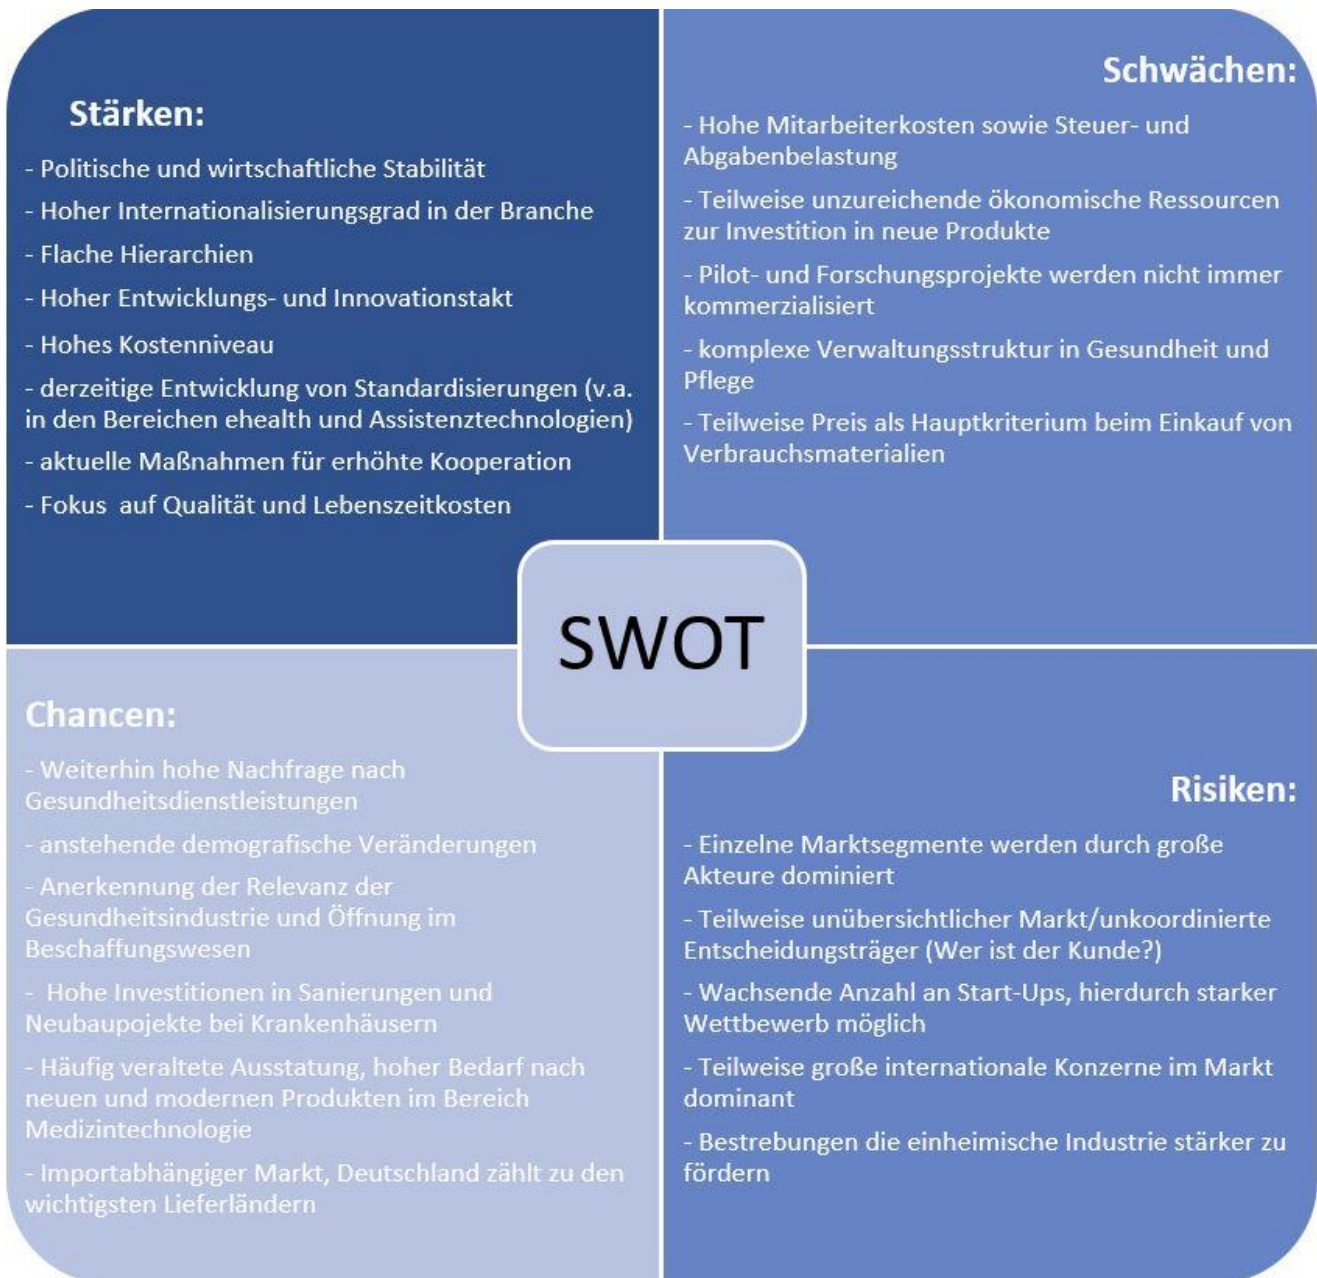 Stärken:
- Politische und wirtschaftliche Stabilität
- Hoher Internationalisierungsgrad in der Branche
- Flache Hierarchien
- Hoher Entwicklungs- und Innovationstakt
- Hohes Kostenniveau
- derzeitige Entwicklung von Standardisierungen (v.a.
in den Bereichen ehealth und Assistenztechnologien)
- aktuelle Maßnahmen für erhöhte Kooperation
- Fokus  auf Qualität und Lebenszeitkosten
Schwächen:
- Hohe Mitarbeiterkosten sowie Steuer- und
Abgabenbelastung
- Teilweise unzureichende ökonomische Ressourcen
zur Investition in neue Produkte
- Pilot- und Forschungsprojekte werden nicht immer
kommerzialisiert
- komplexe Verwaltungsstruktur in Gesundheit und
Pflege
- Teilweise Preis als Hauptkriterium beim Einkauf von
Verbrauchsmaterialien
SWOT
Chancen:
- Weiterhin hohe Nachfrage nach
Gesundheitsdienstleistungen
- anstehende demografische Veränderungen
- Anerkennung der Relevanz der
Gesundheitsindustrie und Öffnung im
Beschaffungswesen
-  Hohe Investitionen in Sanierungen und
Neubaupojekte bei Krankenhäusern
- Häufig veraltete Ausstatung, hoher Bedarf nach
neuen und modernen Produkten im Bereich
Medizintechnologie
- Importabhängiger Markt, Deutschland zählt zu den
wichtigsten Lieferländern
Risiken:
- Einzelne Marktsegmente werden durch große
Akteure dominiert
- Teilweise unübersichtlicher Markt/unkoordinierte
Entscheidungsträger (Wer ist der Kunde?)
- Wachsende Anzahl an Start-Ups, hierdurch starker
Wettbewerb möglich
- Teilweise große internationale Konzerne im Markt
dominant
- Bestrebungen die einheimische Industrie stärker zu
fördern